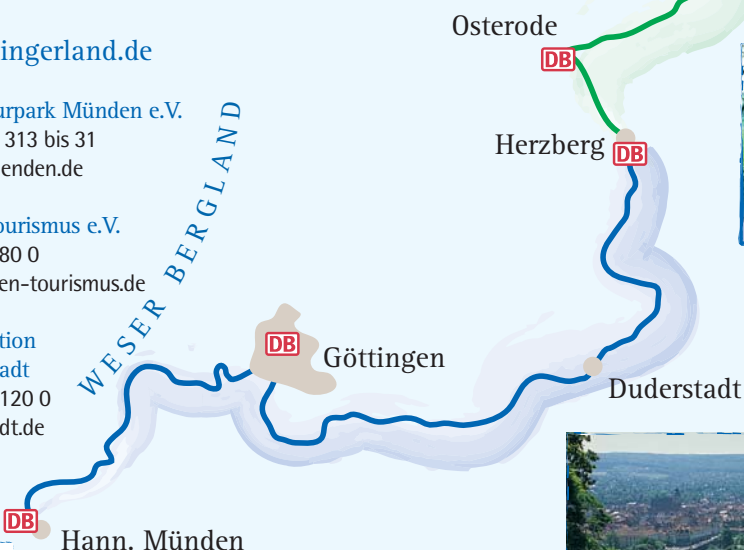 Osterode
DB
ingerland.de
urpark Münden e.V.
313 bis 31
enden.de
Herzberg DB
WESER BERGLAND
ourismus e.V.
80 0
en-tourismus.de
tion
adt
120 0
dt.de
DB Göttingen
Duderstadt
DB
Hann. Münden